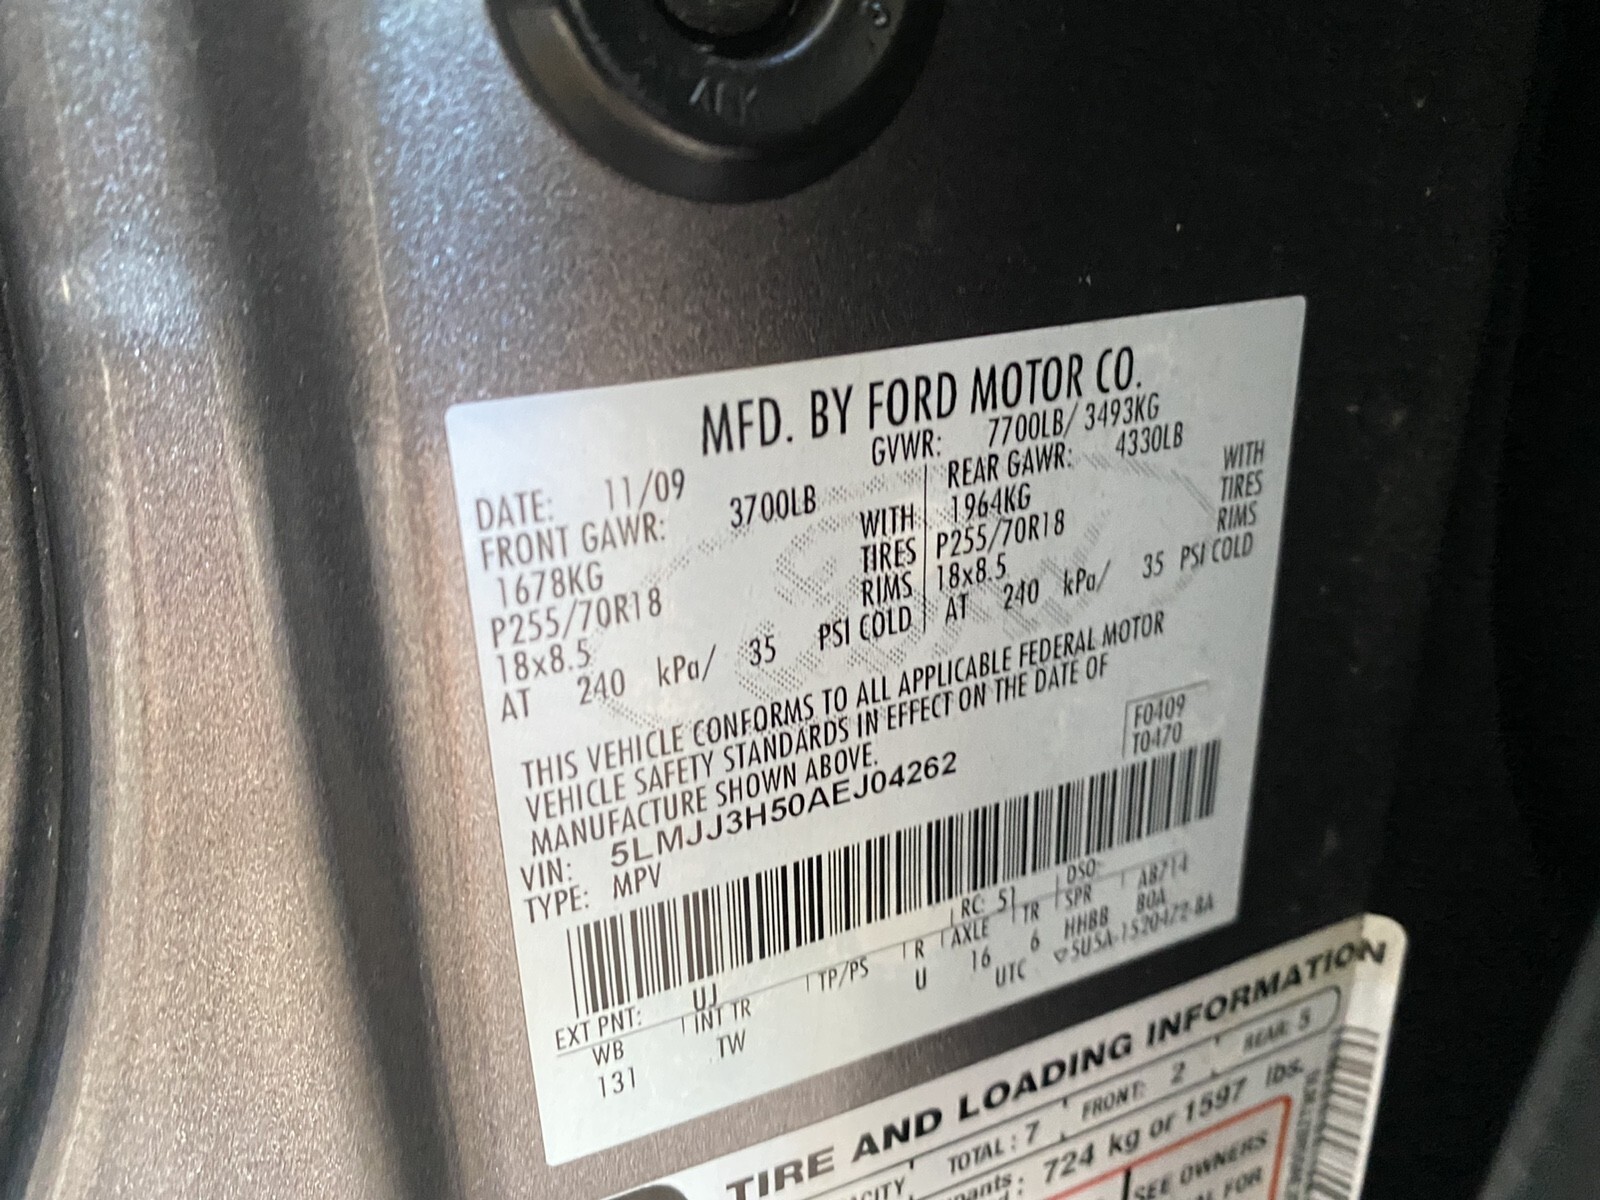 MFD. BY FORD MOTOR CO.
DATE: 11/09 GVWR: 7700LB/ 3493KG
FRONT GAWR: 3700LB REAR GAWR: 4330LB
1678KG WITH 1964KG WITH
P255/70R18 TIRES P255/70R18 TIRES
18x8.5 RIMS 18x8.5 RIMS
AT 240 kPa/ 35 PSI COLD AT 240 kPa/ 35 PSI COLD
THIS VEHICLE CONFORMS TO ALL APPLICABLE FEDERAL MOTOR
VEHICLE SAFETY STANDARDS IN EFFECT ON THE DATE OF
MANUFACTURE SHOWN ABOVE.
F0409
T0470
VIN: 5LMJJ3H50AEJ04262
TYPE: MPV
EXT PNT: UJ RC: 51 DSO:
WB INT TR TP/PS R AXLE TR SPR AB714
131 TW U 16 6 HHBB BOA
UTC
TIRE AND LOADING INFORMATION
TOTAL: 7 FRONT: 2 REAR: 5
724 kg or 1597 lbs.
SEE OWNERS
FOR